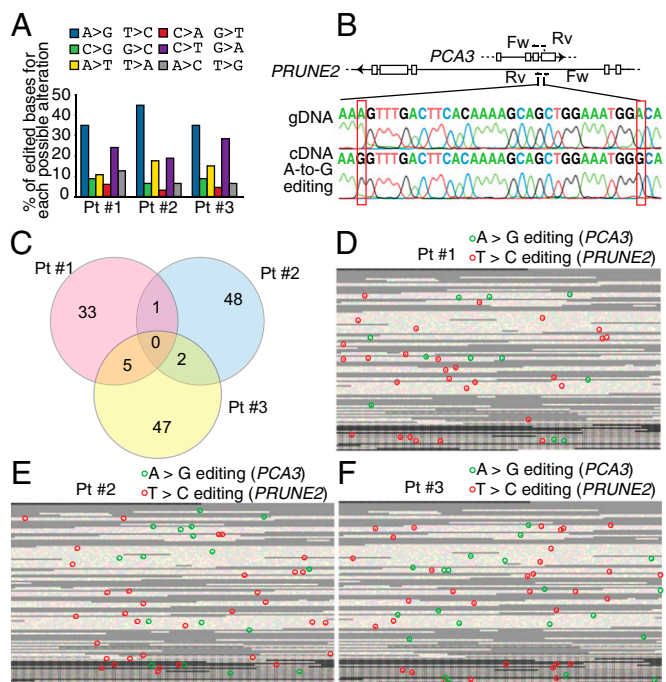 A
A>G T>C
C>A G>T
C>G G>C
C>T G>A
A>T T>A
A>C T>G
% of edited bases for
each possible alteration
50
40
30
20
10
0
Pt #1
Pt #2
Pt #3
B
Fw
Rv
PCA3
PRUNE2
Rv
Fw
AAAGTTTGACTTCACAAAAGCAGCTGGAAATGGACA
gDNA
cDNA
AAGGTTTGACTTCACAAAAGCAGCTGGAAATGGGCA
A-to-G
editing
C
Pt #1
Pt #2
33
1
48
0
5
2
Pt #3
47
D
A > G editing (PCA3)
Pt #1
T > C editing (PRUNE2)
E
A > G editing (PCA3)
Pt #2
T > C editing (PRUNE2)
F
A > G editing (PCA3)
Pt #3
T > C editing (PRUNE2)